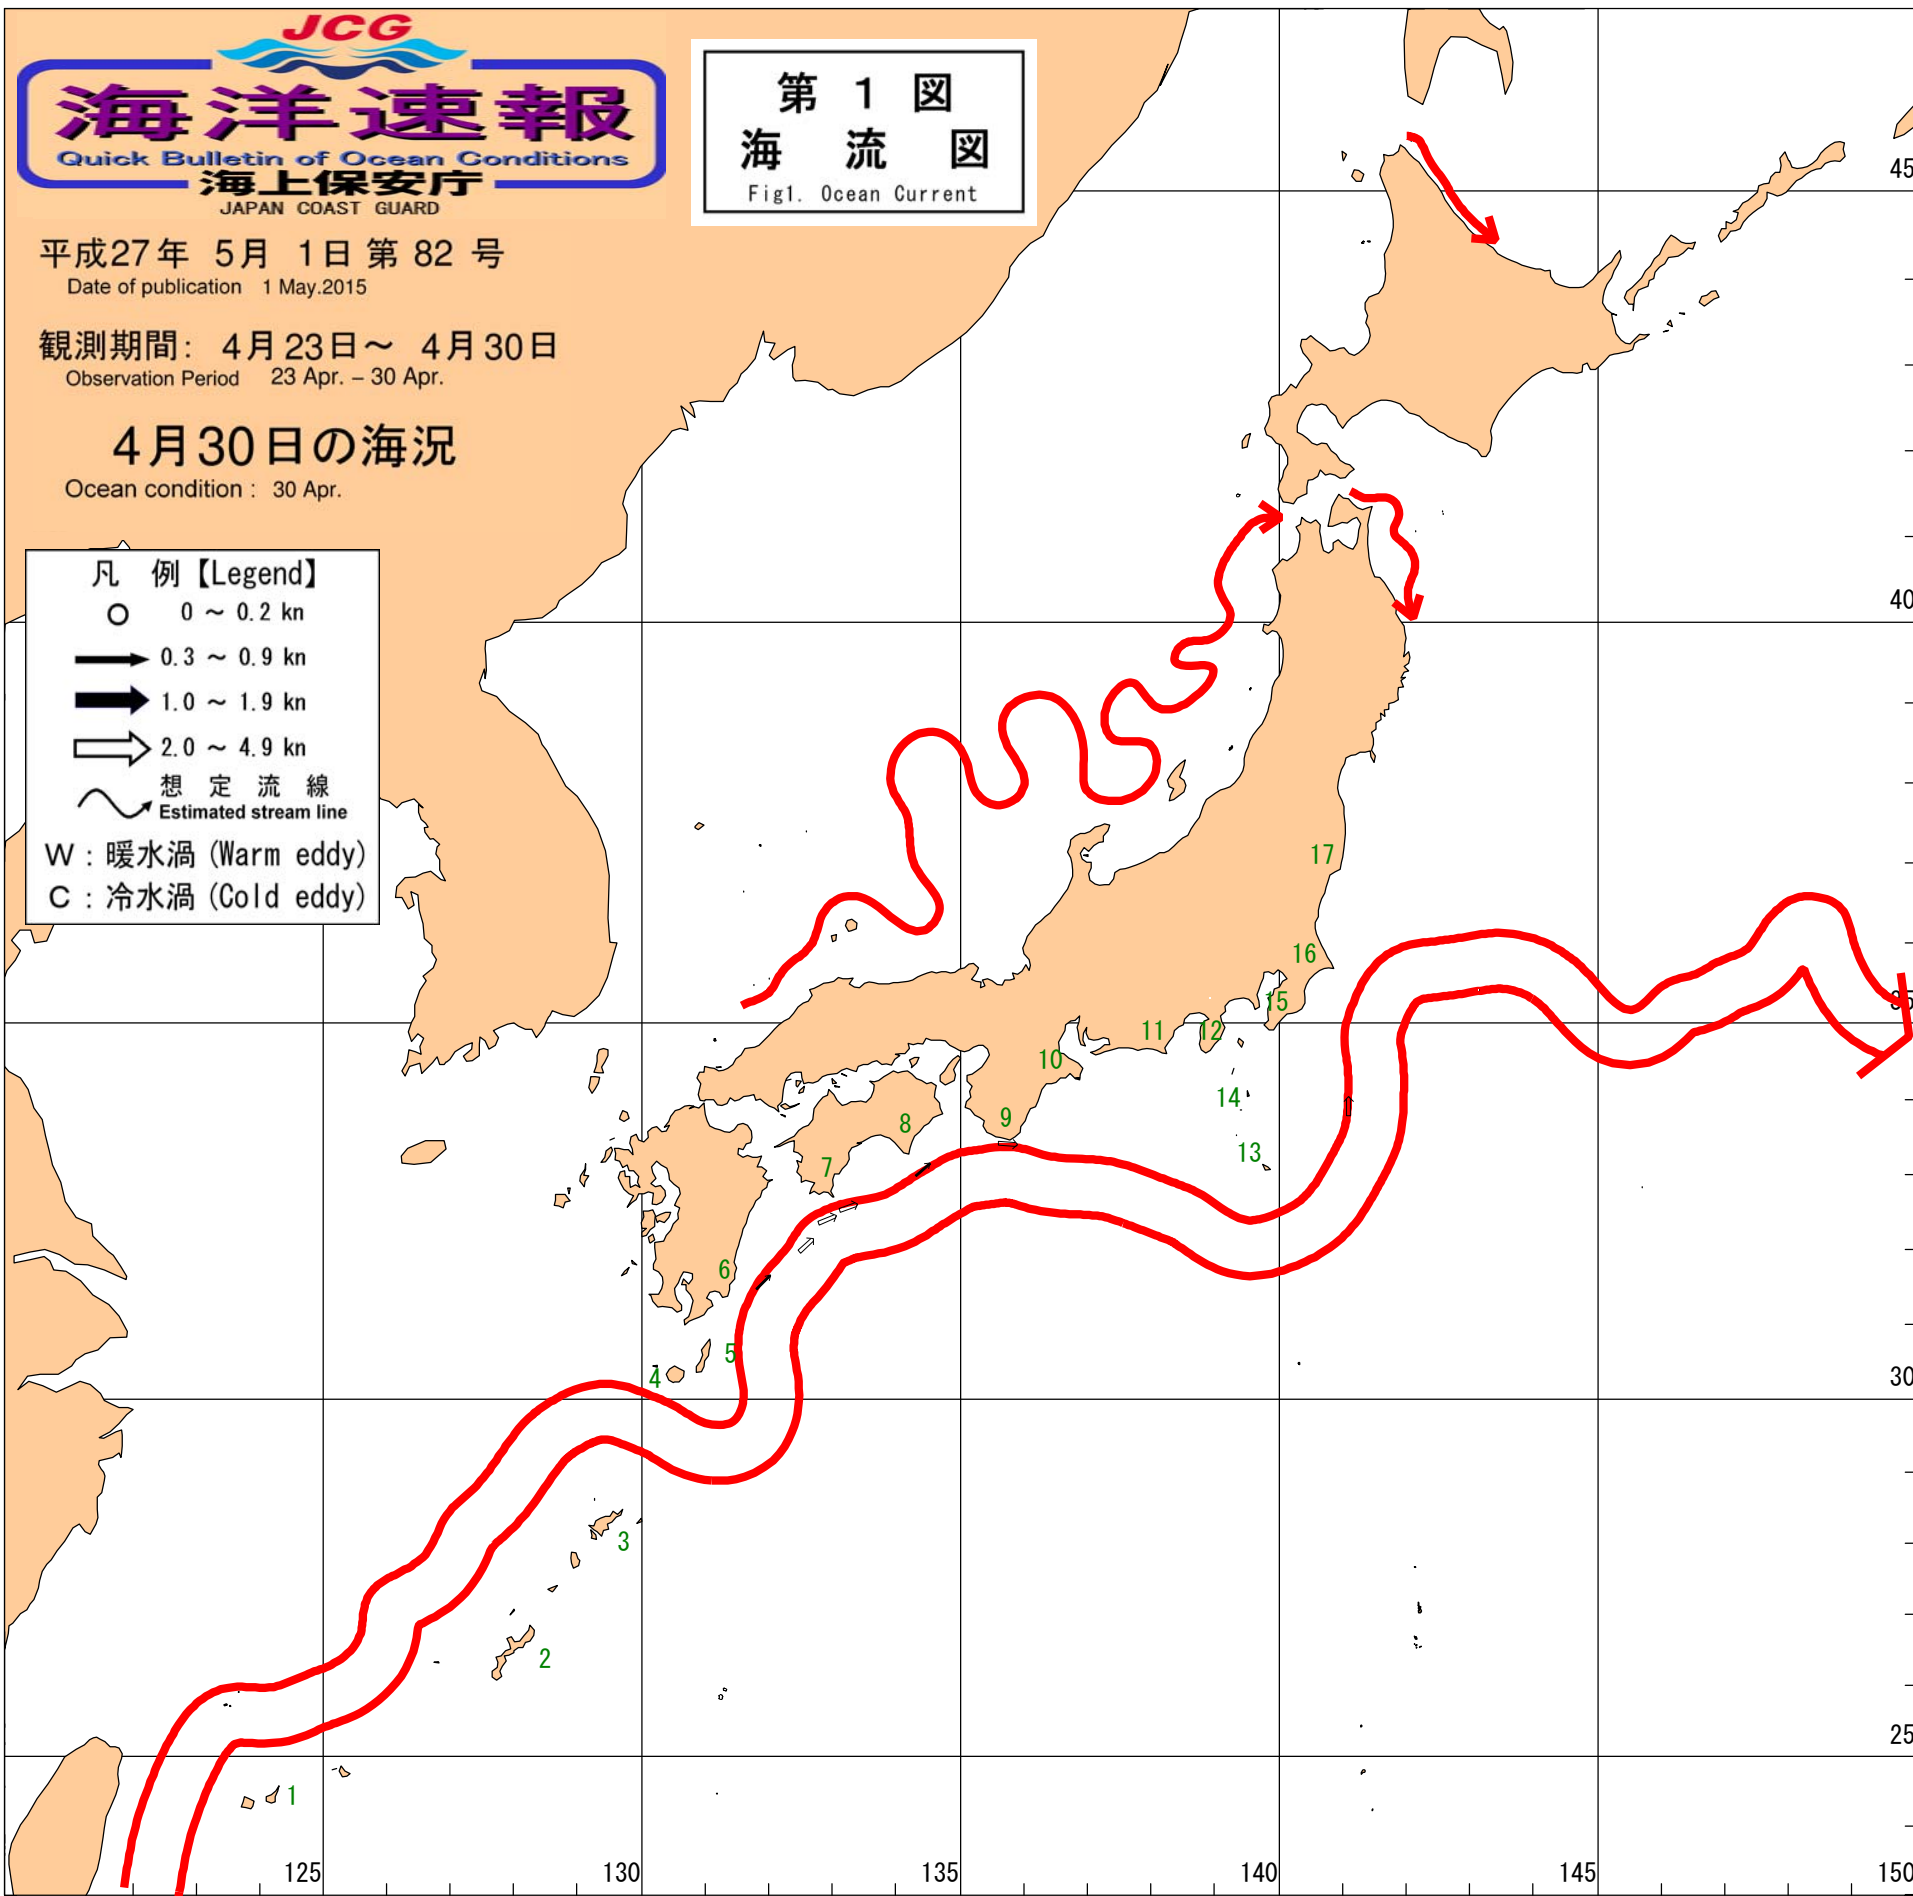 JCG
海洋速報
Quick Bulletin of Ocean Conditions
海上保安庁
JAPAN COAST GUARD
平成27年 5月 1日 第 82 号
Date of publication 1 May.2015
観測期間: 4月23日～ 4月30日
Observation Period 23 Apr. – 30 Apr.
4月30日の海況
Ocean condition : 30 Apr.
第 1 図
海 流 図
Fig1. Ocean Current
凡 例【Legend】
0 ～ 0.2 kn
0.3 ～ 0.9 kn
1.0 ～ 1.9 kn
2.0 ～ 4.9 kn
想 定 流 線
Estimated stream line
W : 暖水渦 (Warm eddy)
C : 冷水渦 (Cold eddy)
45
40
17
16
35
15
12
11
10
14
9
8
13
7
6
5
4
30
3
2
25
1
125
130
135
140
145
150